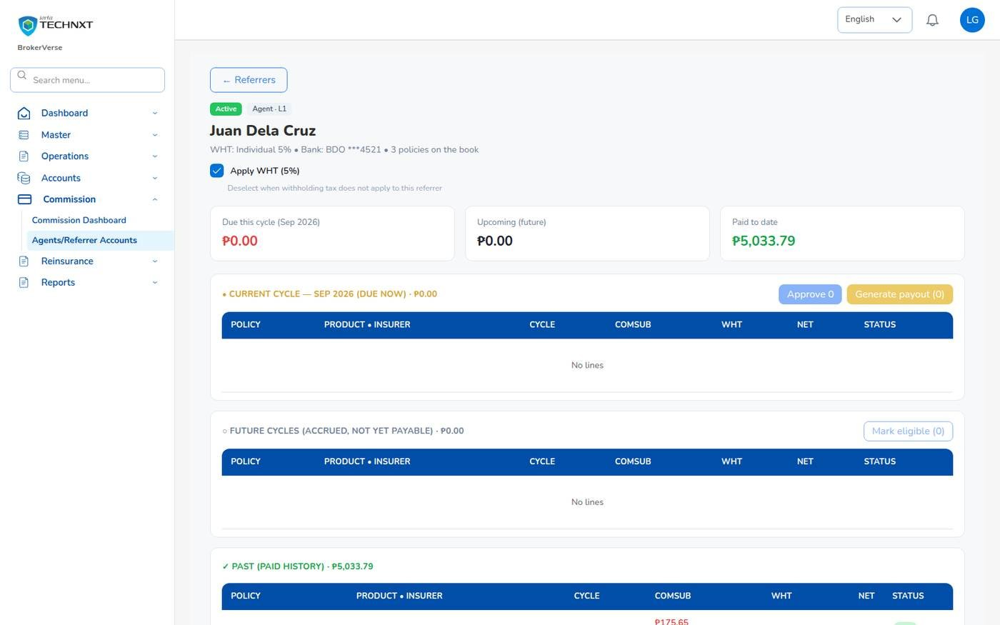 iorta
TECHNXT
BrokerVerse
Search menu...
Dashboard
Master
Operations
Accounts
Commission
Commission Dashboard
Agents/Referrer Accounts
Reinsurance
Reports
English
LG
← Referrers
Active
Agent · L1
Juan Dela Cruz
WHT: Individual 5% • Bank: BDO ***4521 • 3 policies on the book
Apply WHT (5%)
Deselect when withholding tax does not apply to this referrer
Due this cycle (Sep 2026)
₱0.00
Upcoming (future)
₱0.00
Paid to date
₱5,033.79
● CURRENT CYCLE — SEP 2026 (DUE NOW) · ₱0.00
Approve 0
Generate payout (0)
POLICY PRODUCT • INSURER CYCLE COMSUB WHT NET STATUS
No lines
○ FUTURE CYCLES (ACCRUED, NOT YET PAYABLE) · ₱0.00
Mark eligible (0)
POLICY PRODUCT • INSURER CYCLE COMSUB WHT NET STATUS
No lines
✓ PAST (PAID HISTORY) · ₱5,033.79
POLICY PRODUCT • INSURER CYCLE COMSUB WHT NET STATUS
₱175.65